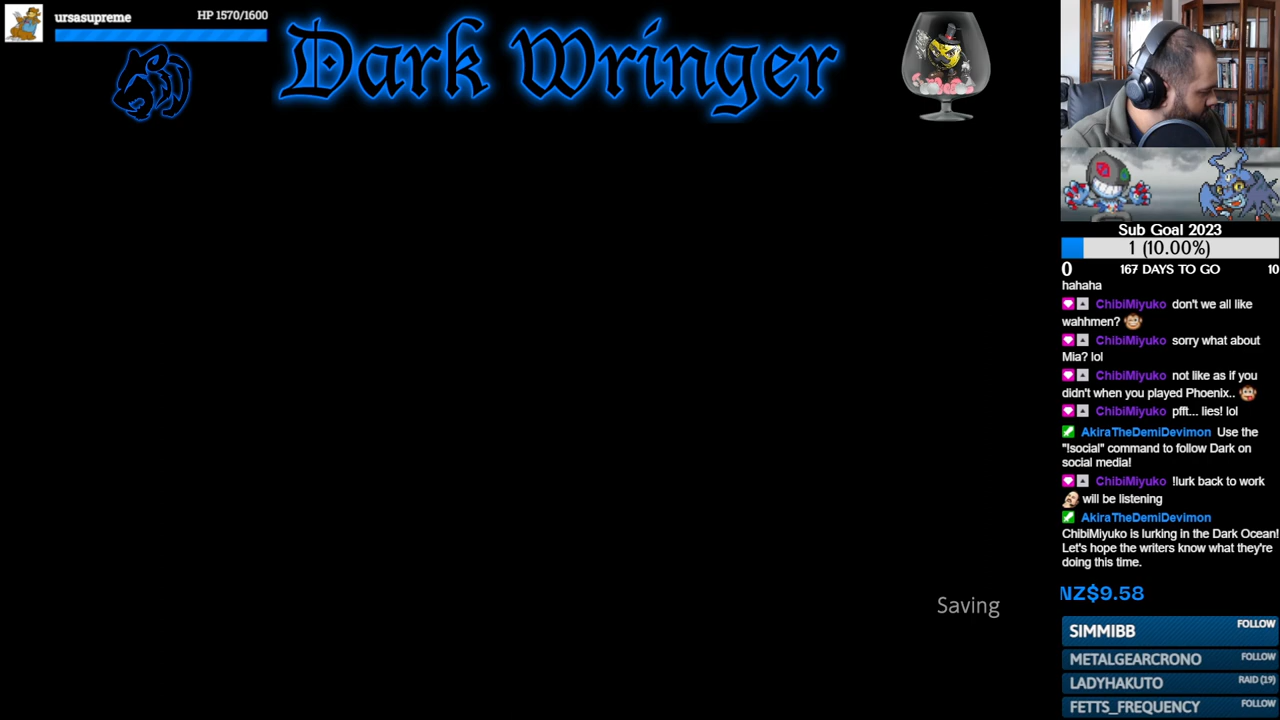 ursasupreme
HP 1570/1600
Dark Wringer
Sub Goal 2023
1 (10.00%)
0 167 DAYS TO GO 10
hahaha
ChibiMiyuko don't we all like
wahhmen?
ChibiMiyuko sorry what about
Mia? lol
ChibiMiyuko not like as if you
didn't when you played Phoenix..
ChibiMiyuko pfft... lies! lol
AkiraTheDemiDevimon Use the
"!social" command to follow Dark on
social media!
ChibiMiyuko !lurk back to work
will be listening
AkiraTheDemiDevimon
ChibiMiyuko is lurking in the Dark Ocean!
Let's hope the writers know what they're
doing this time.
NZ$9.58
Saving
SIMMIBB FOLLOW
METALGEARCRONO FOLLOW
LADYHAKUTO RAID (19)
FETTS_FREQUENCY FOLLOW